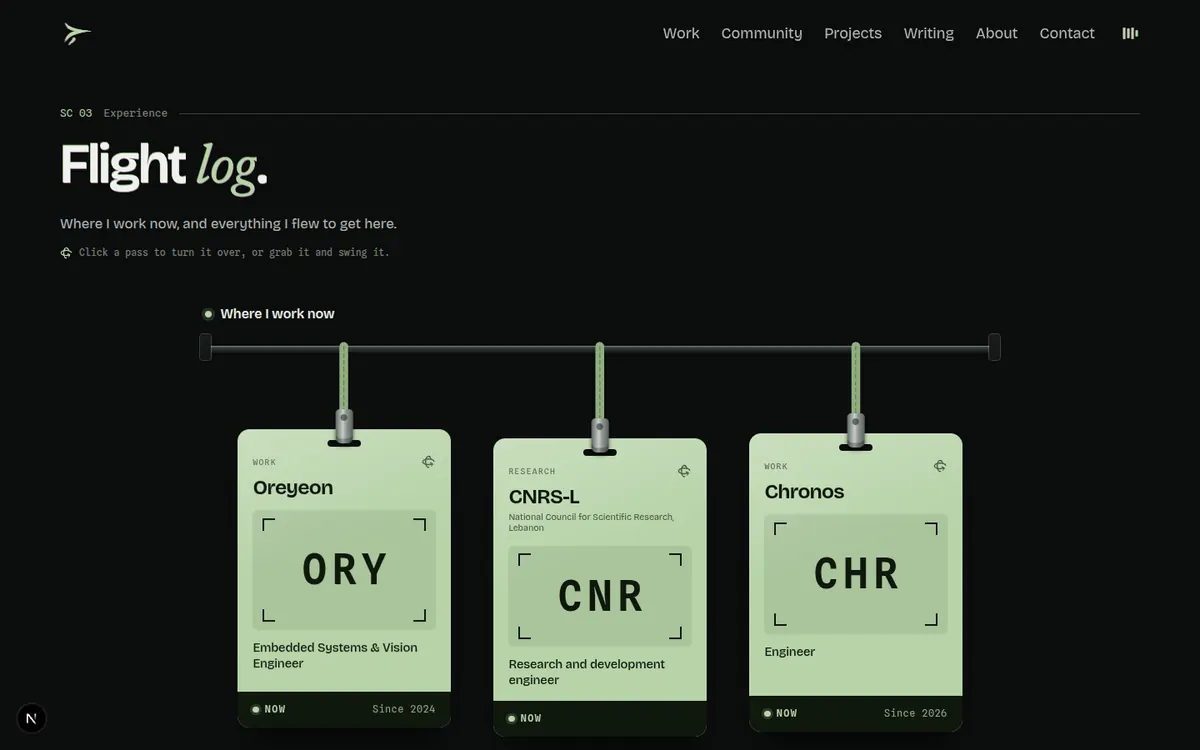 Work Community Projects Writing About Contact
SC 03 Experience
Flight log.
Where I work now, and everything I flew to get here.
Click a pass to turn it over, or grab it and swing it.
Where I work now
WORK
Oreyeon
ORY
Embedded Systems & Vision
Engineer
NOW Since 2024
RESEARCH
CNRS-L
National Council for Scientific Research,
Lebanon
CNR
Research and development
engineer
NOW
WORK
Chronos
CHR
Engineer
NOW Since 2026
N